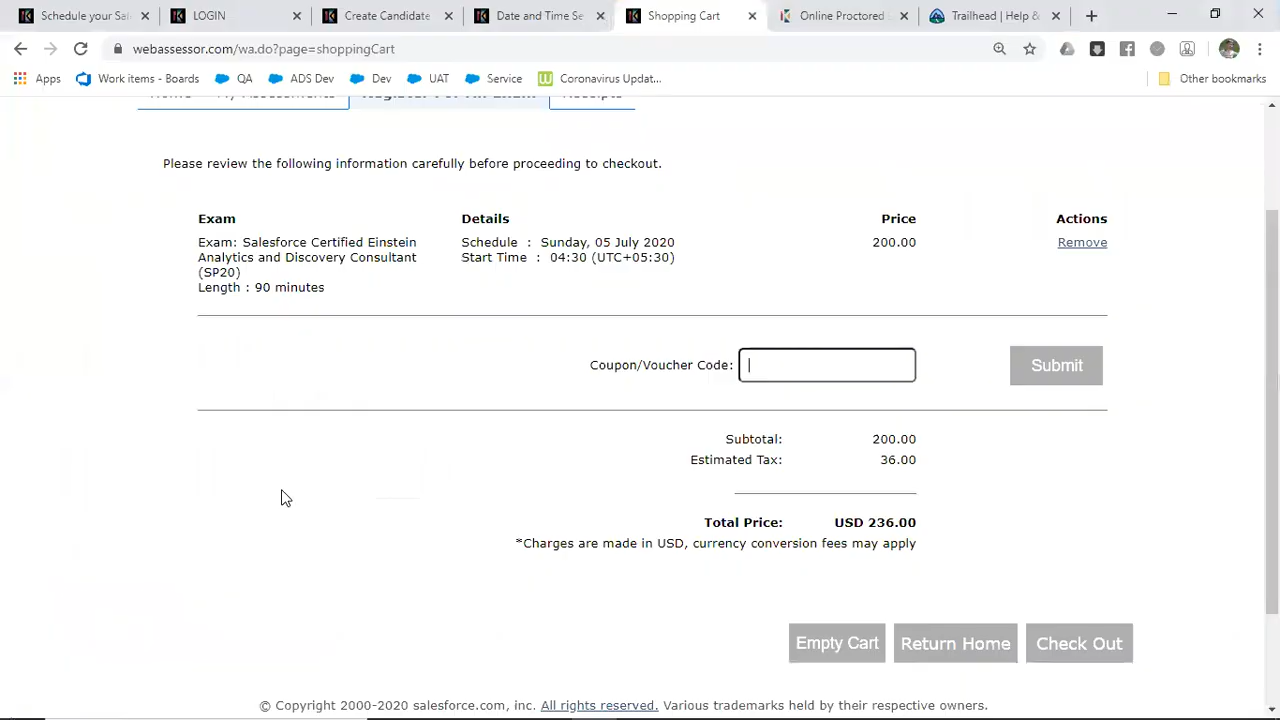 Schedule your Sal
LOGIN
Create Candidate
Date and Time Se
Shopping Cart
Online Proctored
Trailhead | Help &
webassessor.com/wa.do?page=shoppingCart
Apps
Work items - Boards
QA
ADS Dev
Dev
UAT
Service
Coronavirus Updat...
Other bookmarks
Please review the following information carefully before proceeding to checkout.
Exam Details Price Actions
Exam: Salesforce Certified Einstein Schedule : Sunday, 05 July 2020 200.00 Remove
Analytics and Discovery Consultant Start Time : 04:30 (UTC+05:30)
(SP20)
Length : 90 minutes
Coupon/Voucher Code: Submit
Subtotal: 200.00
Estimated Tax: 36.00
Total Price: USD 236.00
*Charges are made in USD, currency conversion fees may apply
Empty Cart Return Home Check Out
© Copyright 2000-2020 salesforce.com, inc. All rights reserved. Various trademarks held by their respective owners.